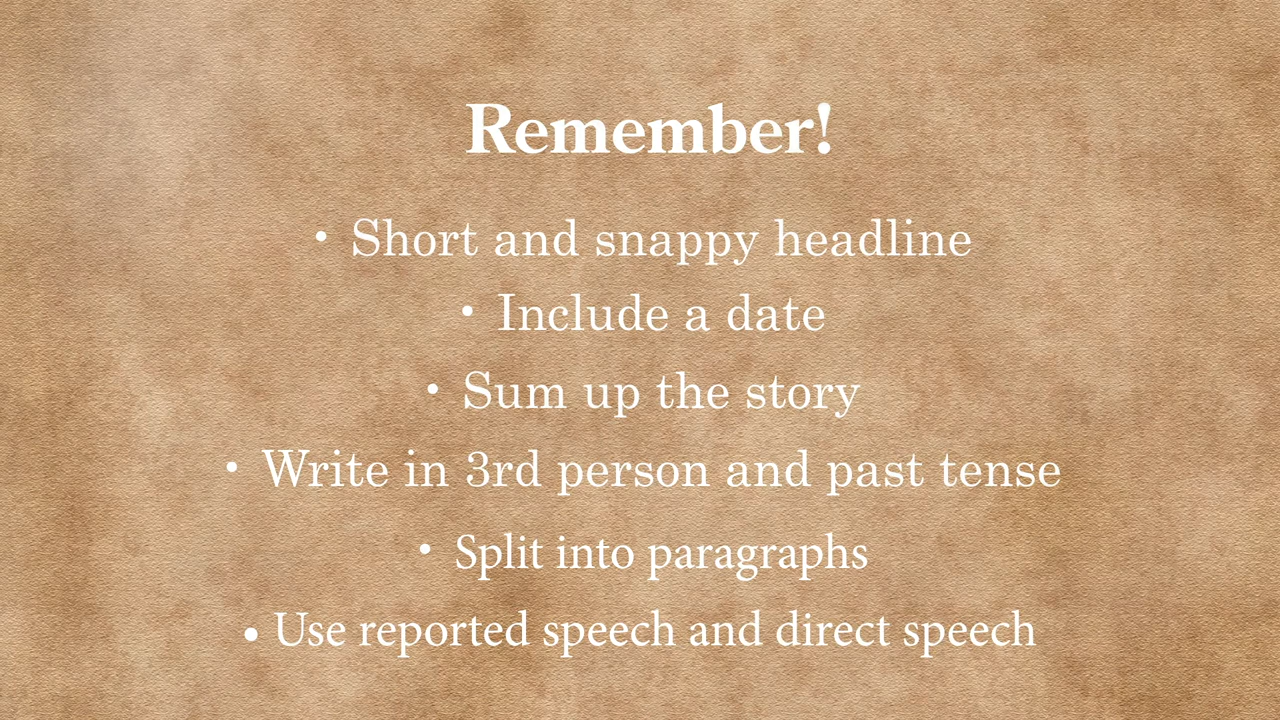 Remember!
• Short and snappy headline
• Include a date
• Sum up the story
• Write in 3rd person and past tense
• Split into paragraphs
• Use reported speech and direct speech